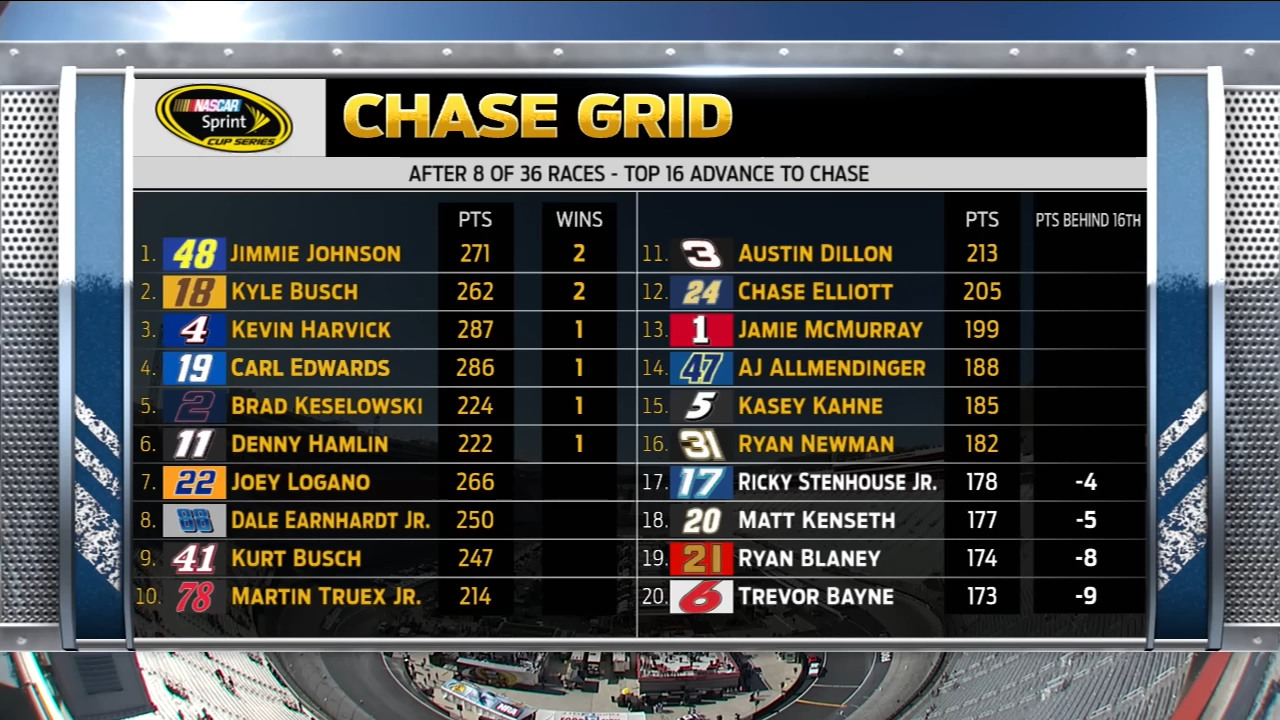 NASCAR
Sprint
CUP SERIES
CHASE GRID
AFTER 8 OF 36 RACES - TOP 16 ADVANCE TO CHASE
PTS WINS
1. 48 JIMMIE JOHNSON 271 2
2. 18 KYLE BUSCH 262 2
3. 4 KEVIN HARVICK 287 1
4. 19 CARL EDWARDS 286 1
5. 2 BRAD KESELOWSKI 224 1
6. 11 DENNY HAMLIN 222 1
7. 22 JOEY LOGANO 266
8. 88 DALE EARNHARDT JR. 250
9. 41 KURT BUSCH 247
10. 78 MARTIN TRUEX JR. 214
PTS PTS BEHIND 16TH
11. 3 AUSTIN DILLON 213
12. 24 CHASE ELLIOTT 205
13. 1 JAMIE MCMURRAY 199
14. 47 AJ ALLMENDINGER 188
15. 5 KASEY KAHNE 185
16. 31 RYAN NEWMAN 182
17. 17 RICKY STENHOUSE JR. 178 -4
18. 20 MATT KENSETH 177 -5
19. 21 RYAN BLANEY 174 -8
20. 6 TREVOR BAYNE 173 -9